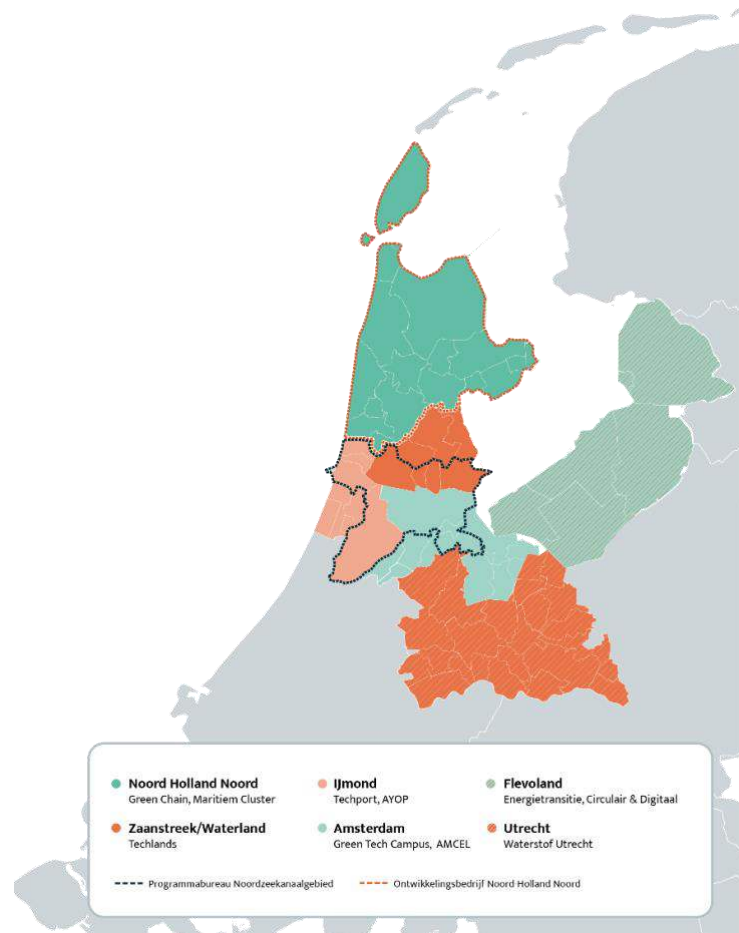 Noord Holland Noord
Green Chain, Maritiem Cluster
IJmond
Techport, AYOP
Flevoland
Energietransitie, Circulair & Digitaal
Zaanstreek/Waterland
Techlands
Amsterdam
Green Tech Campus, AMCEL
Utrecht
Waterstof Utrecht
Programmabureau Noordzeekanaalgebied
Ontwikkelingsbedrijf Noord Holland Noord